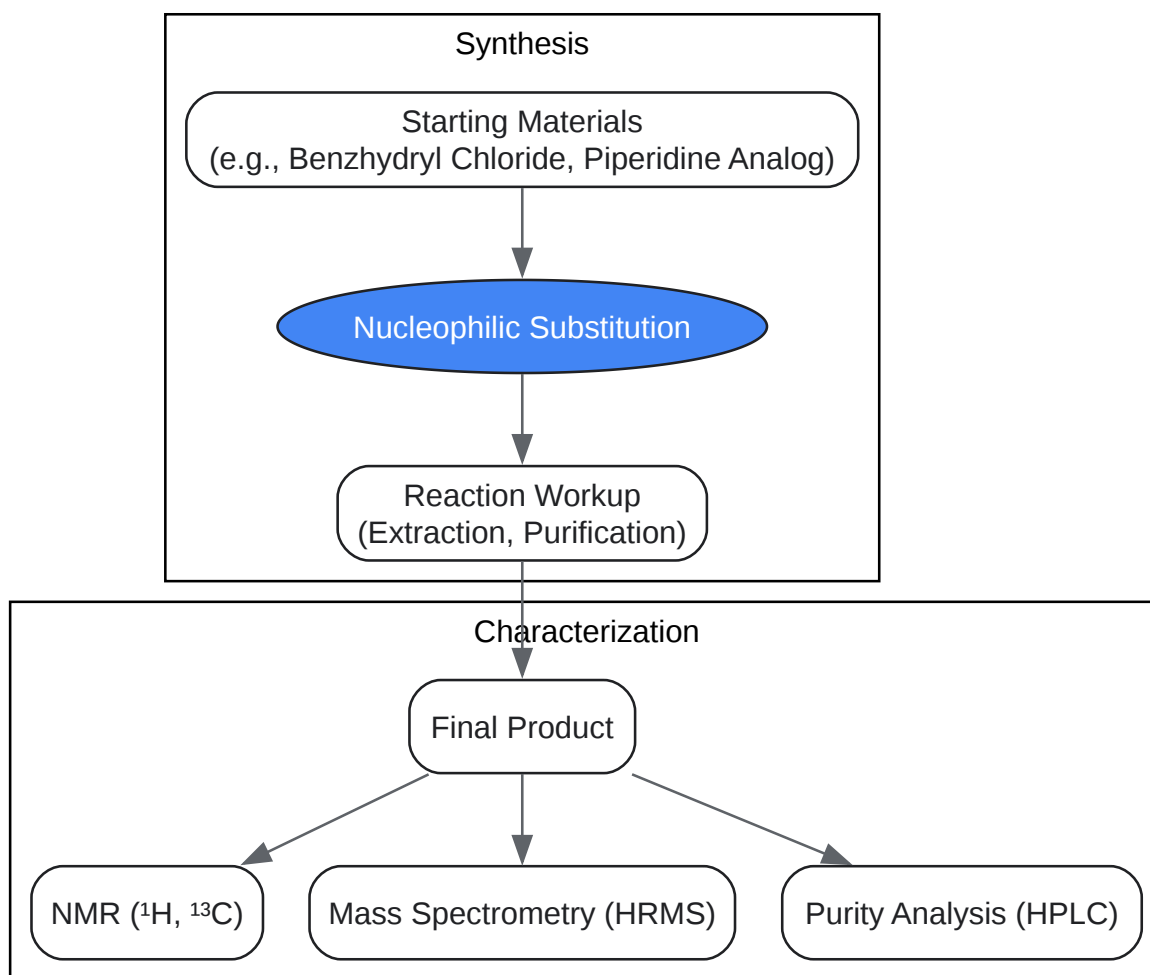 Synthesis
Starting Materials
(e.g., Benzhydryl Chloride, Piperidine Analog)
Nucleophilic Substitution
Reaction Workup
(Extraction, Purification)
Characterization
Final Product
NMR (¹H, ¹³C)
Mass Spectrometry (HRMS)
Purity Analysis (HPLC)